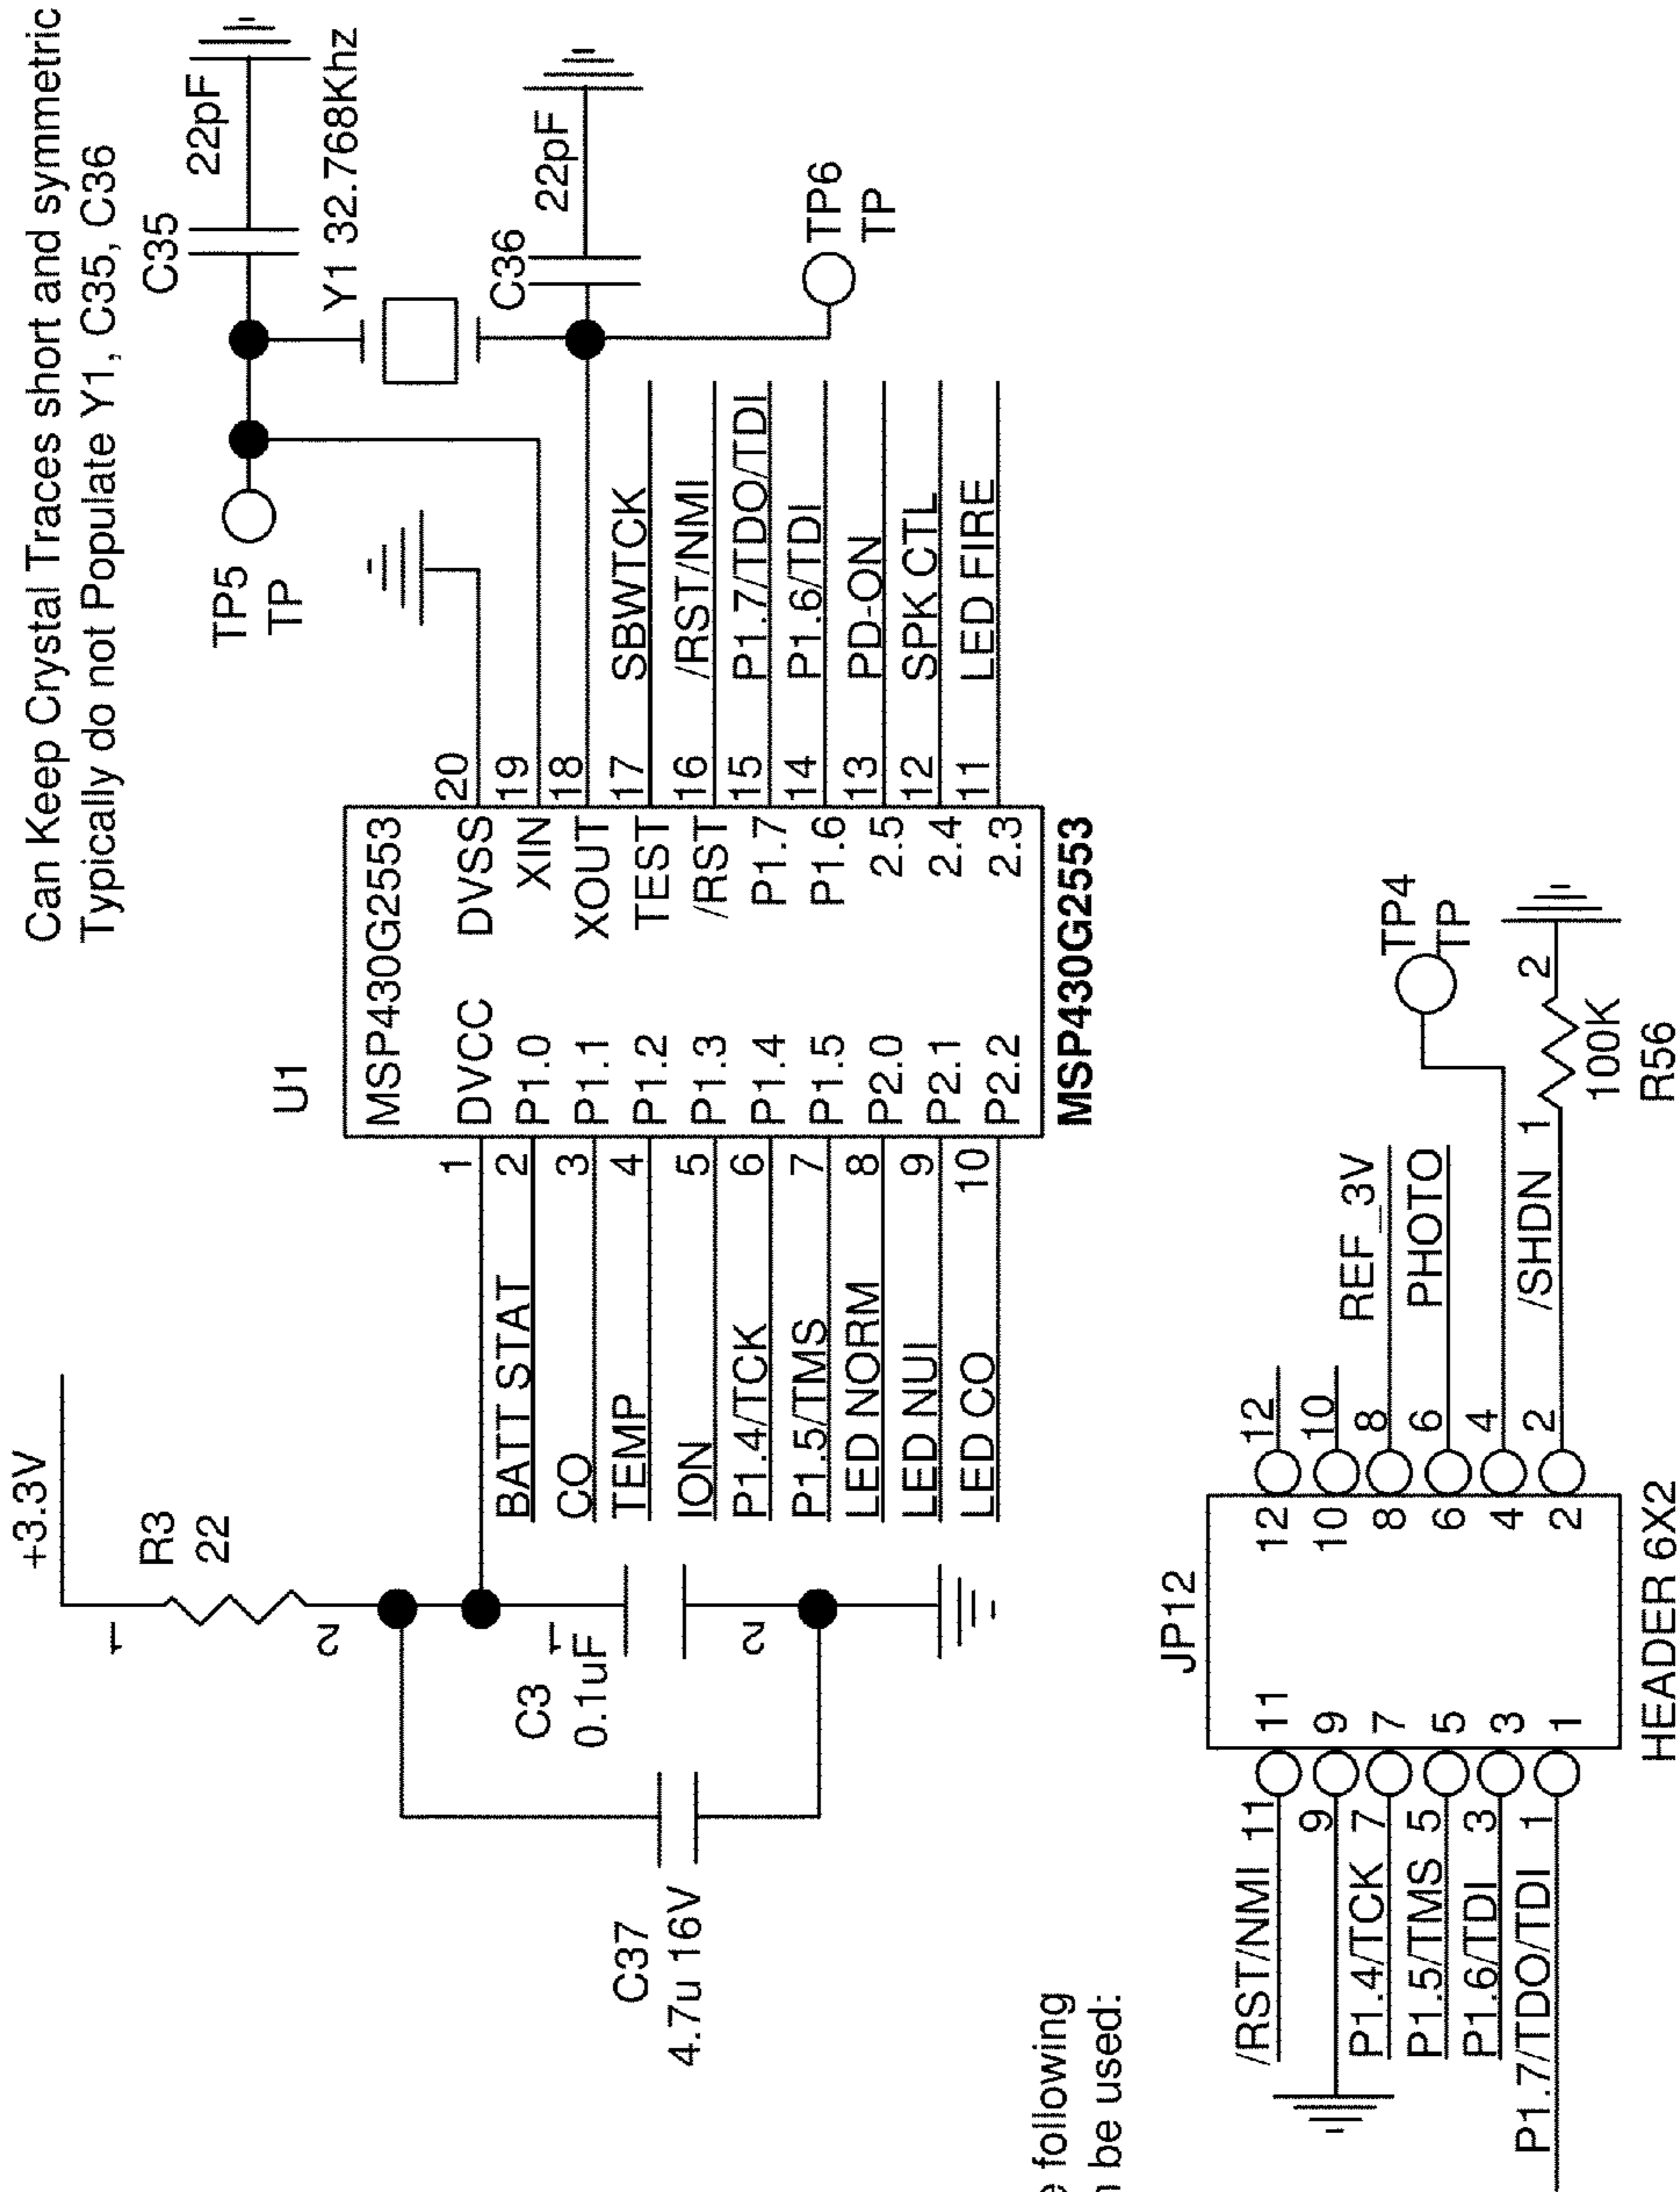 Can Keep Crystal Traces short and symmetric
Typically do not Populate Y1, C35, C36
+3.3V
1
R3
22
2
C37
4.7u 16V
C3
0.1uF
1
2
U1
MSP430G2553
1 DVCC DVSS 20
BATT STAT 2 P1.0 XIN 19
CO 3 P1.1 XOUT 18
TEMP 4 P1.2 TEST 17 SBWTCK
ION 5 P1.3 /RST 16 /RST/NMI
P1.4/TCK 6 P1.4 P1.7 15 P1.7/TDO/TDI
P1.5/TMS 7 P1.5 P1.6 14 P1.6/TDI
LED NORM 8 P2.0 2.5 13 PD-ON
LED NUI 9 P2.1 2.4 12 SPK CTL
LED CO 10 P2.2 2.3 11 LED FIRE
MSP430G2553
TP5
TP
C35
22pF
Y1 32.768Khz
C36
22pF
TP6
TP
e following
n be used:
JP12
/RST/NMI 11 11 12 12
9 9 10 10
P1.4/TCK 7 7 8 8 REF_3V
P1.5/TMS 5 5 6 6 PHOTO
P1.6/TDI 3 3 4 4
P1.7/TDO/TDI 1 1 2 2 /SHDN 1 2
HEADER 6X2
TP4
TP
100K
R56